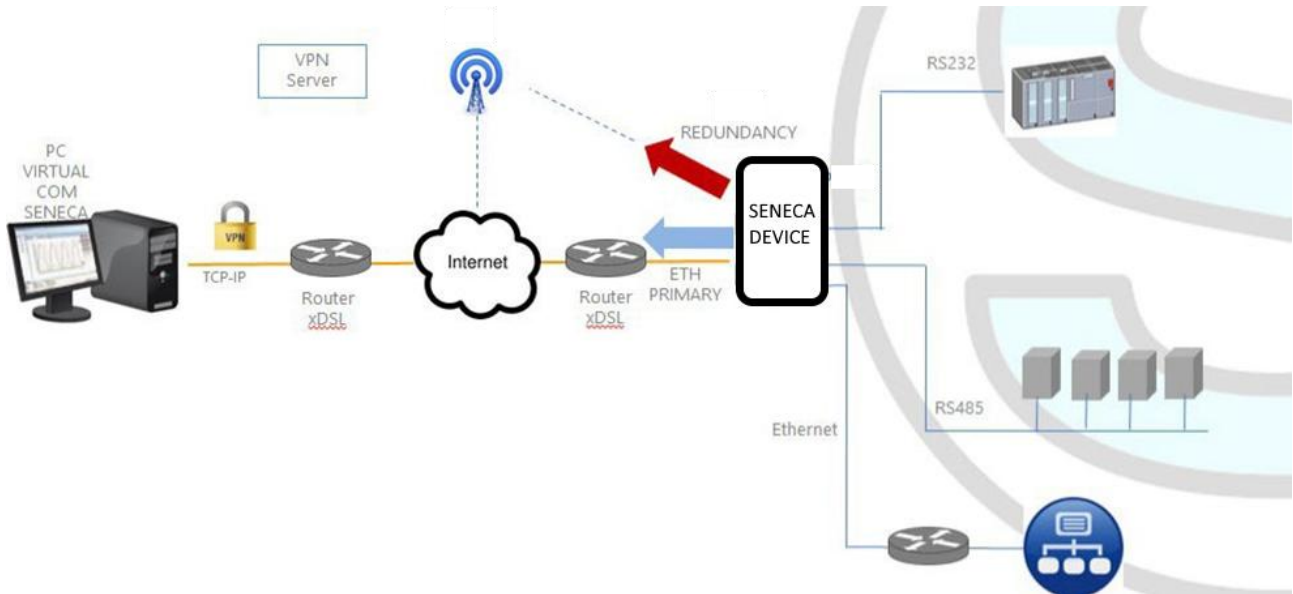 VPN
Server
RS232
REDUNDANCY
PC
VIRTUAL
COM
SENECA
VPN
SENECA
DEVICE
Internet
TCP-IP
ETH
PRIMARY
Router
xDSL
Router
xDSL
RS485
Ethernet